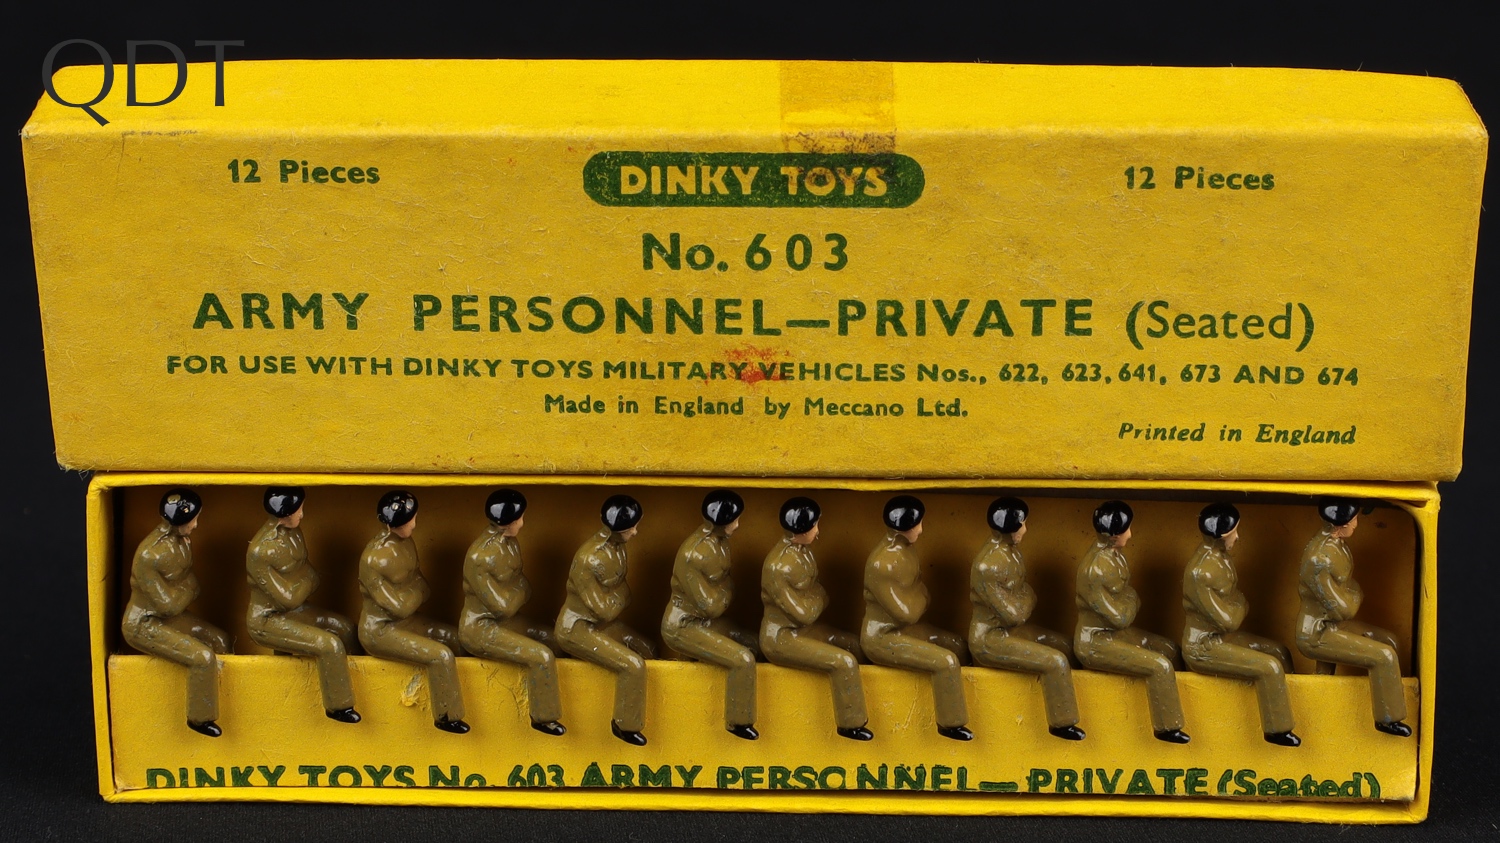 QDT
12 Pieces DINKY TOYS 12 Pieces
No. 603
ARMY PERSONNEL—PRIVATE (Seated)
FOR USE WITH DINKY TOYS MILITARY VEHICLES Nos., 622, 623, 641, 673 AND 674
Made in England by Meccano Ltd.
Printed in England
DINKY TOYS No. 603 ARMY PERSONNEL—PRIVATE (Seated)